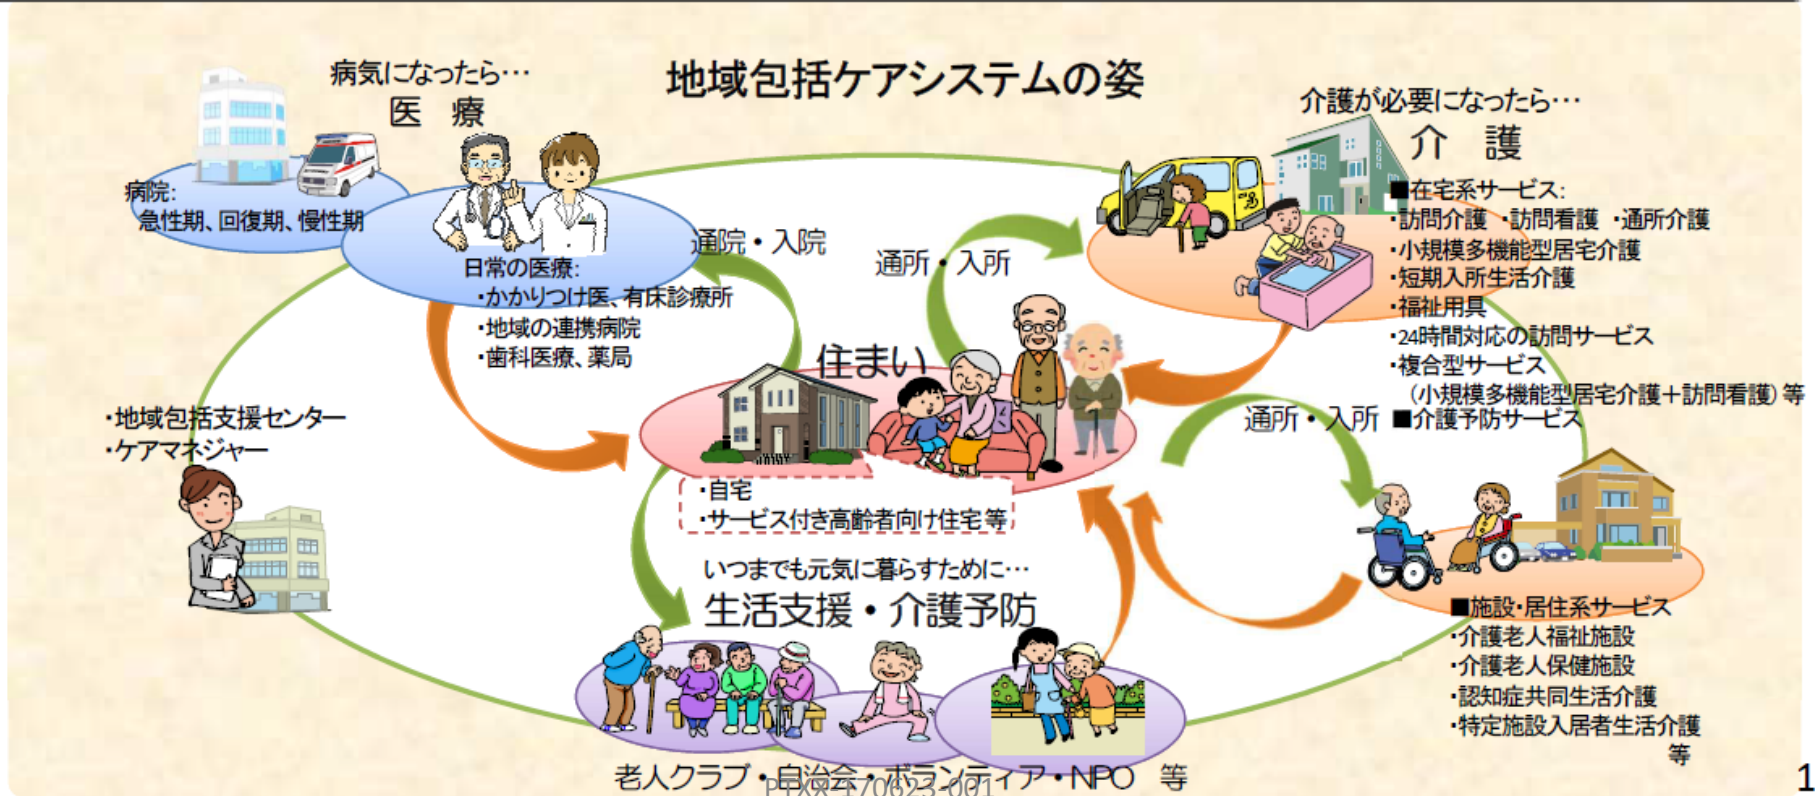 地域包括ケアシステムの姿
病気になったら…
医 療
病院:
急性期、回復期、慢性期
日常の医療:
・かかりつけ医、有床診療所
・地域の連携病院
・歯科医療、薬局
通院・入院
通所・入所
介護が必要になったら…
介 護
■在宅系サービス:
・訪問介護 ・訪問看護 ・通所介護
・小規模多機能型居宅介護
・短期入所生活介護
・福祉用具
・24時間対応の訪問サービス
・複合型サービス
(小規模多機能型居宅介護+訪問看護)等
■介護予防サービス
通所・入所
住まい
・自宅
・サービス付き高齢者向け住宅等
・地域包括支援センター
・ケアマネジャー
いつまでも元気に暮らすために…
生活支援・介護予防
■施設・居住系サービス
・介護老人福祉施設
・介護老人保健施設
・認知症共同生活介護
・特定施設入居者生活介護
等
老人クラブ・自治会・ボランティア・NPO 等
1